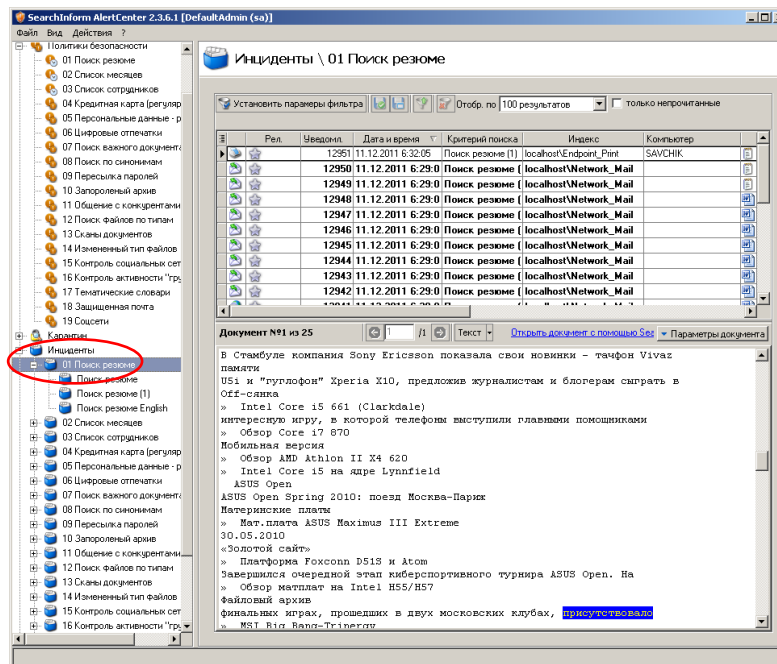 SearchInform AlertCenter 2.3.6.1 [DefaultAdmin (sa)]
Файл Вид Действия ?
Политики безопасности
01 Поиск резюме
02 Список месяцев
03 Список сотрудников
04 Кредитная карта (регуляр
05 Персональные данные - р
06 Цифровые отпечатки
07 Поиск важного документа
08 Поиск по синонимам
09 Пересылка паролей
10 Запороленый архив
11 Общение с конкурентами
12 Поиск файлов по типам
13 Сканы документов
14 Измененный тип файлов
15 Контроль социальных сет
16 Контроль активности "гру
17 Тематические словари
18 Защищенная почта
19 Соцсети
Карантин
Инциденты
01 Поиск резюме
Поиск резюме
Поиск резюме (1)
Поиск резюме English
02 Список месяцев
03 Список сотрудников
04 Кредитная карта (регуляр
05 Персональные данные - р
06 Цифровые отпечатки
07 Поиск важного документа
08 Поиск по синонимам
09 Пересылка паролей
10 Запороленый архив
11 Общение с конкурентами
12 Поиск файлов по типам
13 Сканы документов
14 Измененный тип файлов
15 Контроль социальных сет
16 Контроль активности "гру
Инциденты \ 01 Поиск резюме
Установить парамеры фильтра Отобр. по 100 результатов только непрочитанные
Рел. Уведомл. Дата и время Критерий поиска Индекс Компьютер
12951 11.12.2011 6:32:05 Поиск резюме (1) localhost\Endpoint_Print SAVCHIK
12950 11.12.2011 6:29:0 Поиск резюме ( localhost\Network_Mail
12949 11.12.2011 6:29:0 Поиск резюме ( localhost\Network_Mail
12948 11.12.2011 6:29:0 Поиск резюме ( localhost\Network_Mail
12947 11.12.2011 6:29:0 Поиск резюме ( localhost\Network_Mail
12946 11.12.2011 6:29:0 Поиск резюме ( localhost\Network_Mail
12945 11.12.2011 6:29:0 Поиск резюме ( localhost\Network_Mail
12944 11.12.2011 6:29:0 Поиск резюме ( localhost\Network_Mail
12943 11.12.2011 6:29:0 Поиск резюме ( localhost\Network_Mail
12942 11.12.2011 6:29:0 Поиск резюме ( localhost\Network_Mail
Документ №1 из 25 1 /1 Текст Открыть документ с помощью Sea Параметры документа
В Стамбуле компания Sony Ericsson показала свои новинки - тачфон Vivaz
памяти
U5i и "гуглофон" Xperia X10, предложив журналистам и блогерам сыграть в
Off-сянка
» Intel Core i5 661 (Clarkdale)
интересную игру, в которой телефоны выступили главными помощниками
» Обзор Core i7 870
Мобильная версия
» Обзор AMD Athlon II X4 620
» Intel Core i5 на ядре Lynnfield
ASUS Open
ASUS Open Spring 2010: поезд Москва-Париж
Материнские платы
» Мат.плата ASUS Maximus III Extreme
30.05.2010
«Золотой сайт»
» Платформа Foxconn D51S и Atom
Завершился очередной этап киберспортивного турнира ASUS Open. На
» Обзор матплат на Intel H55/H57
Файловый архив
финальных играх, прошедших в двух московских клубах, присутствовало
» MSI Big Bang-Trinergy